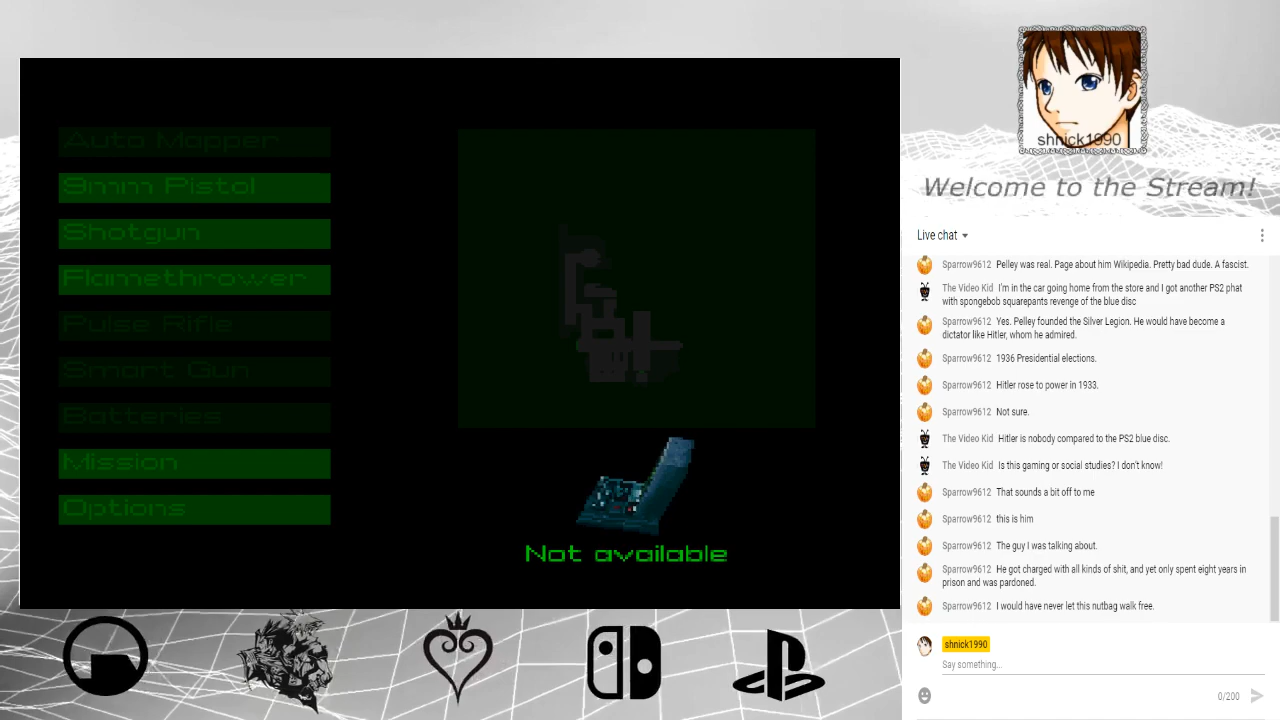 Auto Mapper
9mm Pistol
Shotgun
Flamethrower
Pulse Rifle
Smart Gun
Batteries
Mission
Options
Not available
shnick1990
Welcome to the Stream!
Live chat
Sparrow9612 Pelley was real. Page about him Wikipedia. Pretty bad dude. A fascist.
The Video Kid I'm in the car going home from the store and I got another PS2 phat
with spongebob squarepants revenge of the blue disc
Sparrow9612 Yes. Pelley founded the Silver Legion. He would have become a
dictator like Hitler, whom he admired.
Sparrow9612 1936 Presidential elections.
Sparrow9612 Hitler rose to power in 1933.
Sparrow9612 Not sure.
The Video Kid Hitler is nobody compared to the PS2 blue disc.
The Video Kid Is this gaming or social studies? I don't know!
Sparrow9612 That sounds a bit off to me
Sparrow9612 this is him
Sparrow9612 The guy I was talking about.
Sparrow9612 He got charged with all kinds of shit, and yet only spent eight years in
prison and was pardoned.
Sparrow9612 I would have never let this nutbag walk free.
shnick1990
Say something...
0/200